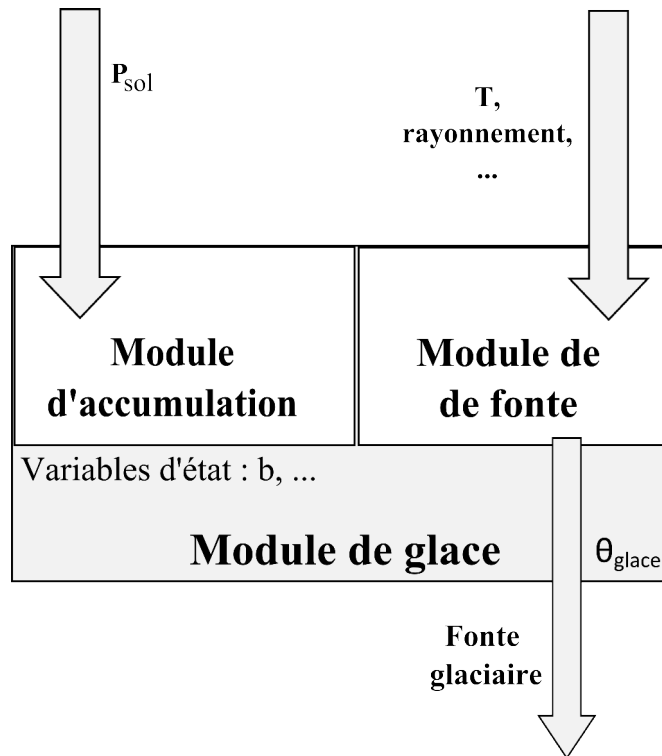 P_sol
T,
rayonnement,
...
Module
d'accumulation
Module de
de fonte
Variables d'état : b, ...
Module de glace
θ_glace
Fonte
glaciaire